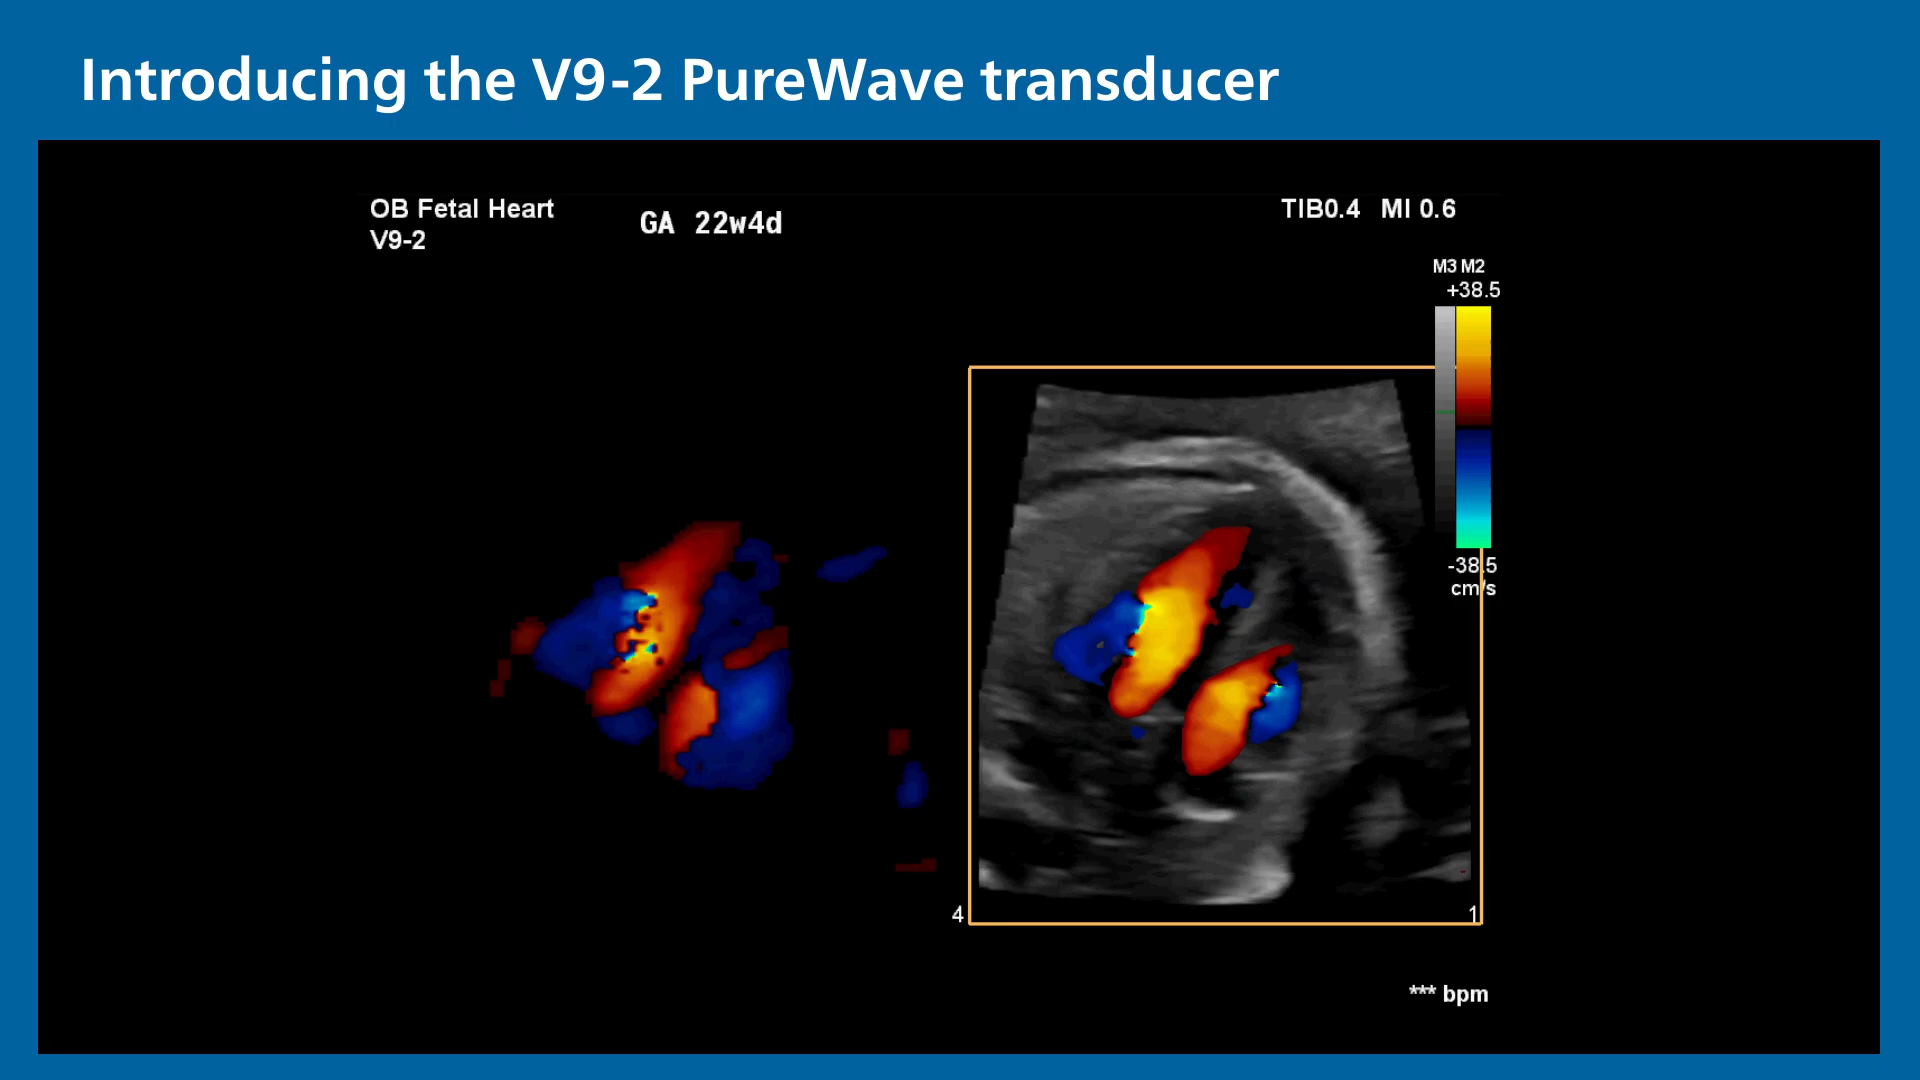 Introducing the V9-2 PureWave transducer
OB Fetal Heart
V9-2
GA 22w4d
TIB0.4 MI 0.6
M3 M2
+38.5
-38.5
cm/s
4
1
*** bpm